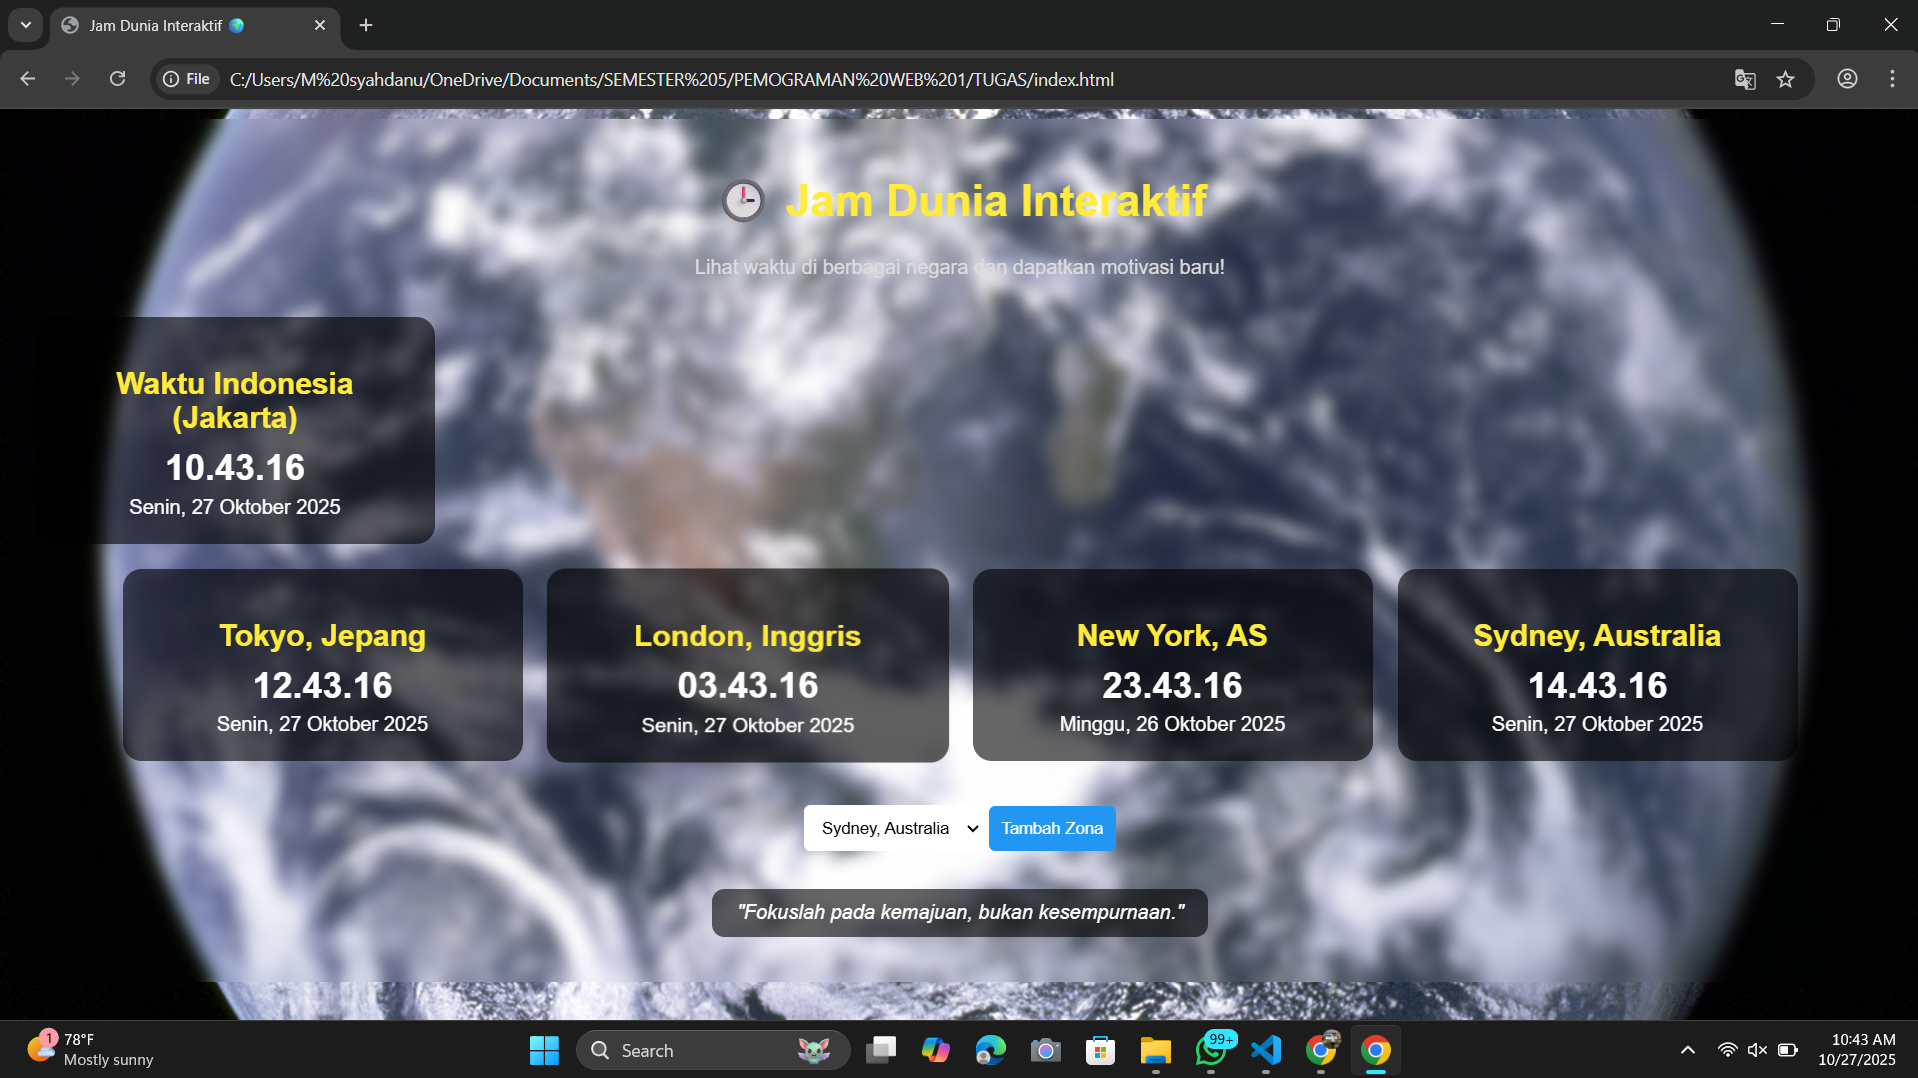 Jam Dunia Interaktif
File
C:/Users/M%20syahdanu/OneDrive/Documents/SEMESTER%205/PEMOGRAMAN%20WEB%201/TUGAS/index.html
Jam Dunia Interaktif
Lihat waktu di berbagai negara dan dapatkan motivasi baru!
Waktu Indonesia
(Jakarta)
10.43.16
Senin, 27 Oktober 2025
Tokyo, Jepang
12.43.16
Senin, 27 Oktober 2025
London, Inggris
03.43.16
Senin, 27 Oktober 2025
New York, AS
23.43.16
Minggu, 26 Oktober 2025
Sydney, Australia
14.43.16
Senin, 27 Oktober 2025
Sydney, Australia
Tambah Zona
"Fokuslah pada kemajuan, bukan kesempurnaan."
1
78°F
Mostly sunny
Search
99+
10:43 AM
10/27/2025